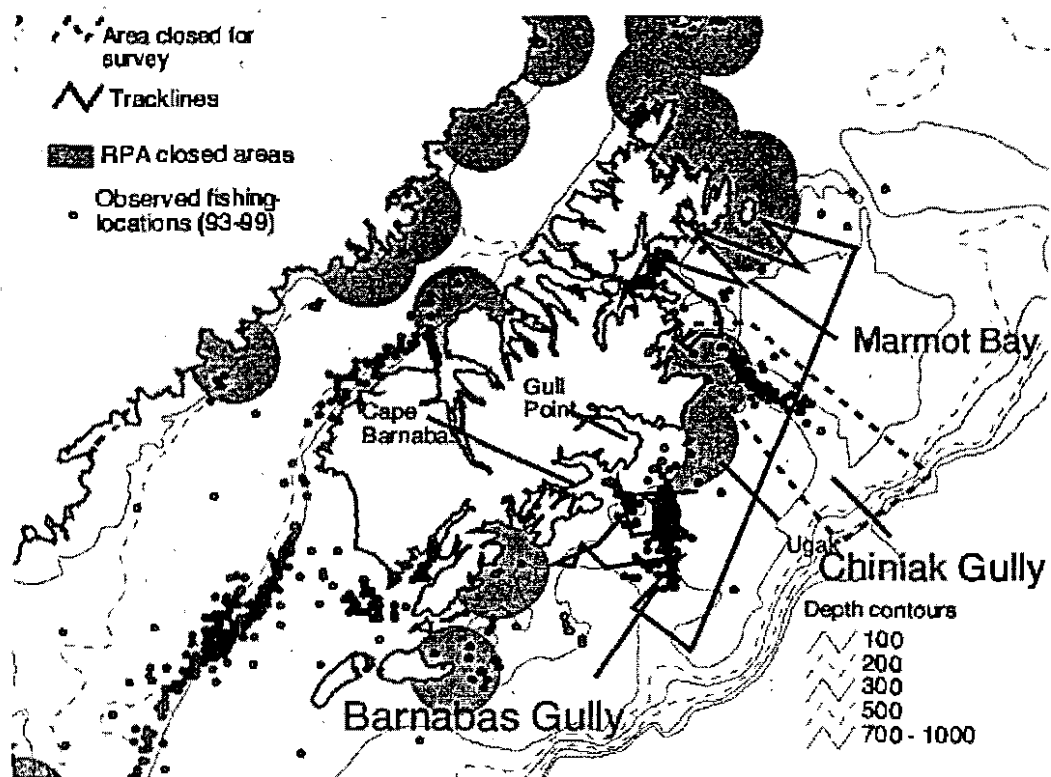 Area closed for
survey
Tracklines
RPA closed areas
Observed fishing-
locations (93-99)
Marmot Bay
Gull
Point
Cape
Barnabas
Ugak
Chiniak Gully
Depth contours
100
200
300
500
700 - 1000
Barnabas Gully